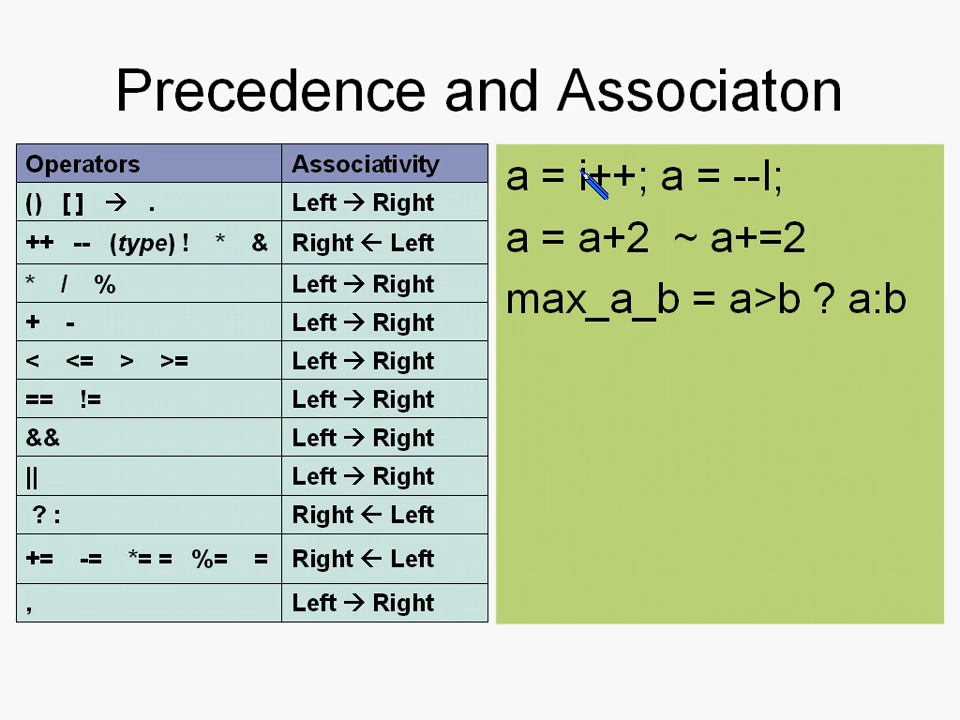 Precedence and Associaton
Operators Associativity
() [ ] → . Left → Right
++ -- (type) ! * & Right ← Left
* / % Left → Right
+ - Left → Right
< <= > >= Left → Right
== != Left → Right
&& Left → Right
|| Left → Right
? : Right ← Left
+= -= *= = %= = Right ← Left
, Left → Right
a = i++; a = --I;
a = a+2 ~ a+=2
max_a_b = a>b ? a:b